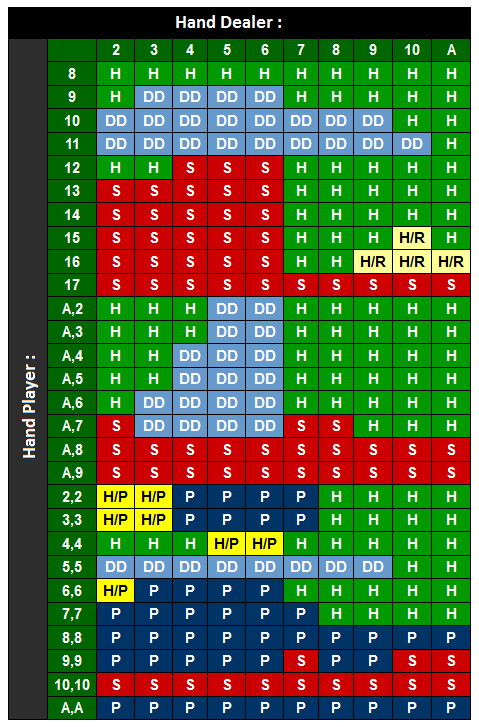 Hand Dealer :
Hand Player :
2 3 4 5 6 7 8 9 10 A
8 H H H H H H H H H H
9 H DD DD DD DD H H H H H
10 DD DD DD DD DD DD DD DD H H
11 DD DD DD DD DD DD DD DD DD H
12 H H S S S H H H H H
13 S S S S S H H H H H
14 S S S S S H H H H H
15 S S S S S H H H H/R H
16 S S S S S H H H/R H/R H/R
17 S S S S S S S S S S
A,2 H H H DD DD H H H H H
A,3 H H H DD DD H H H H H
A,4 H H DD DD DD H H H H H
A,5 H H DD DD DD H H H H H
A,6 H DD DD DD DD H H H H H
A,7 S DD DD DD DD S S H H H
A,8 S S S S S S S S S S
A,9 S S S S S S S S S S
2,2 H/P H/P P P P P H H H H
3,3 H/P H/P P P P P H H H H
4,4 H H H H/P H/P H H H H H
5,5 DD DD DD DD DD DD DD DD H H
6,6 H/P P P P P H H H H H
7,7 P P P P P P H H H H
8,8 P P P P P P P P P P
9,9 P P P P P S P P S S
10,10 S S S S S S S S S S
A,A P P P P P P P P P P